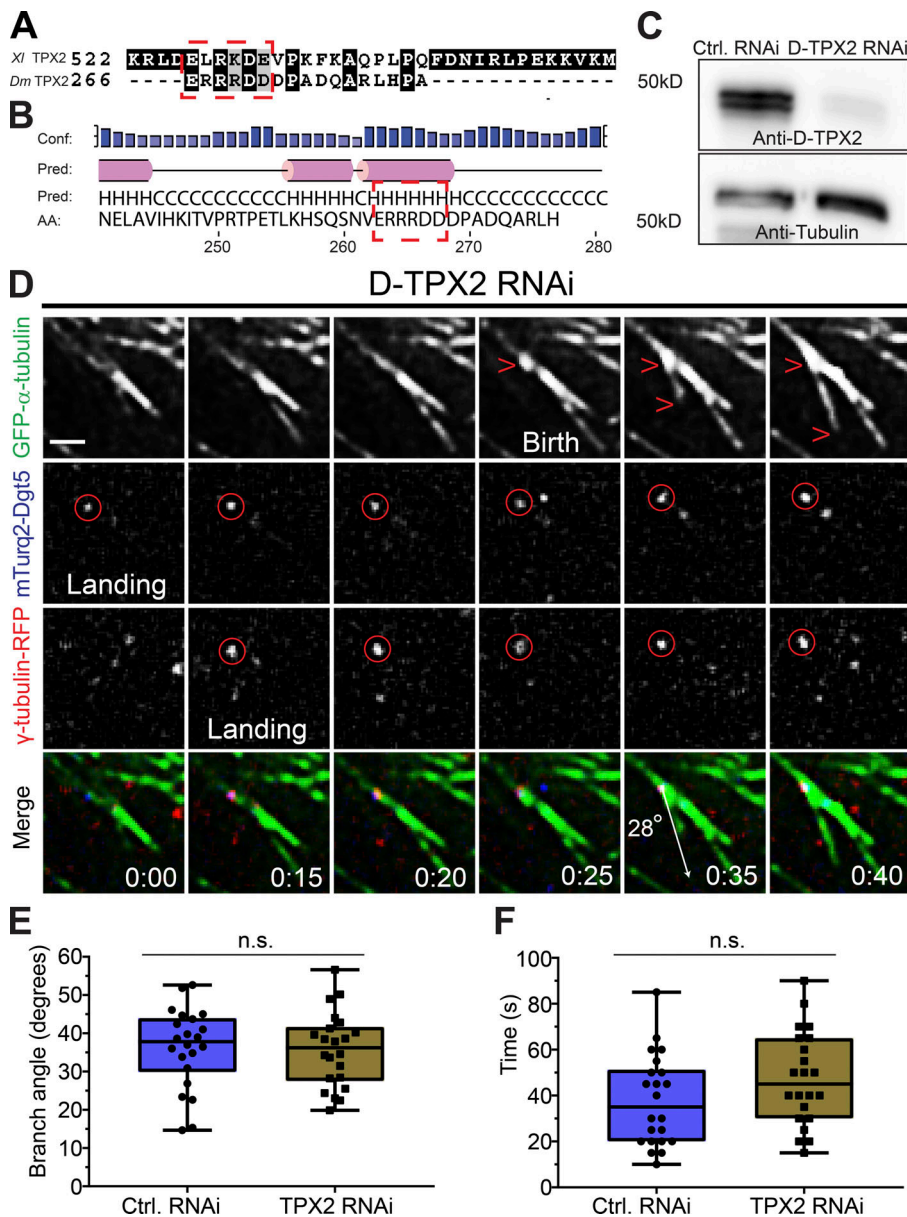 A
Xl TPX2 522 KRLDELRKDEVPKFKAQPLPQFDNIRLPEKKVKM
Dm TPX2 266 ----ERRRDDDPADQARLHPA-------------
B
Conf:
Pred:
Pred: HHHHCCCCCCCCCCCHHHHHCHHHHHHHCCCCCCCCCCCC
AA: NELAVIHKITVPRTPETLKHSQSNVERRRDDDPADQARLH
250 260 270 280
C
Ctrl. RNAi D-TPX2 RNAi
50kD
Anti-D-TPX2
50kD
Anti-Tubulin
D
D-TPX2 RNAi
GFP-α-tubulin
Birth
mTurq2-Dgt5
Landing
γ-tubulin-RFP
Landing
Merge
28°
0:00 0:15 0:20 0:25 0:35 0:40
E
n.s.
Branch angle (degrees)
60
50
40
30
20
10
0
Ctrl. RNAi TPX2 RNAi
F
n.s.
Time (s)
100
80
60
40
20
0
Ctrl. RNAi TPX2 RNAi